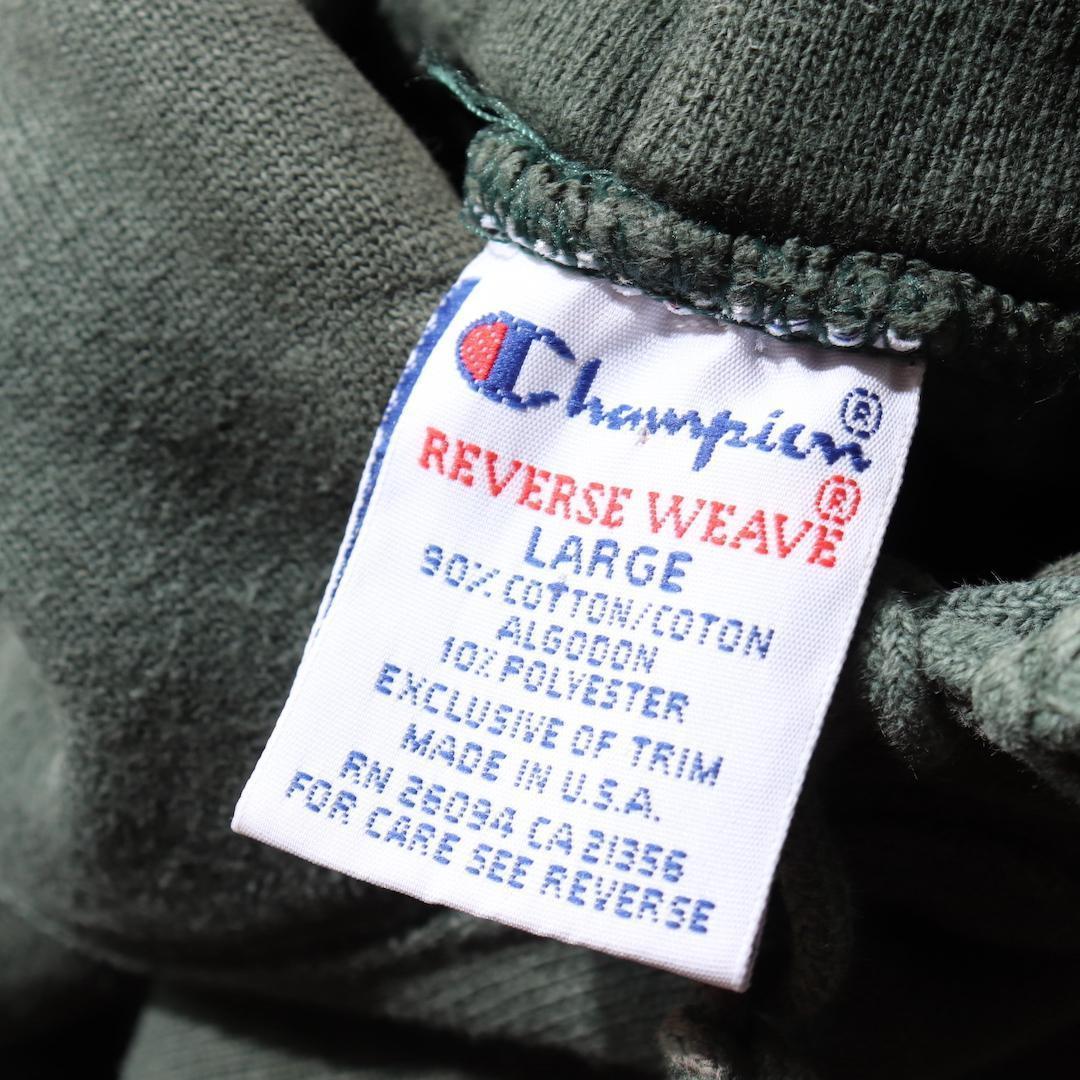 Champion®
REVERSE WEAVE®
LARGE
90% COTTON/COTON
ALGODON
10% POLYESTER
EXCLUSIVE OF TRIM
MADE IN U.S.A.
RN 26094 CA 21356
FOR CARE SEE REVERSE